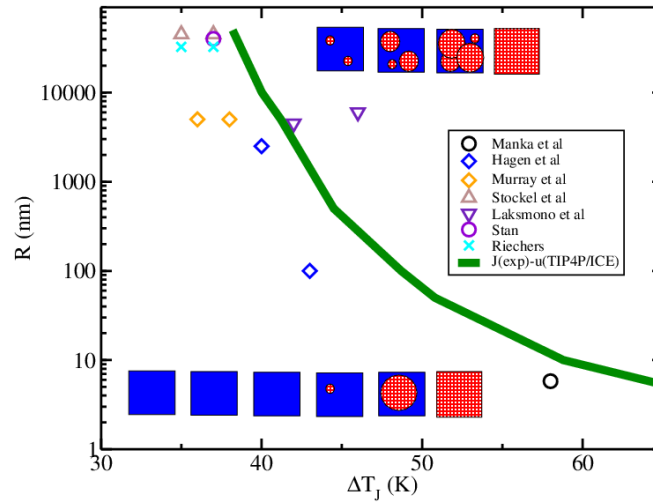 10000
1000
100
10
1
R (nm)
30
40
50
60
ΔT_J (K)
Manka et al
Hagen et al
Murray et al
Stockel et al
Laksmono et al
Stan
Riechers
J(exp)-u(TIP4P/ICE)